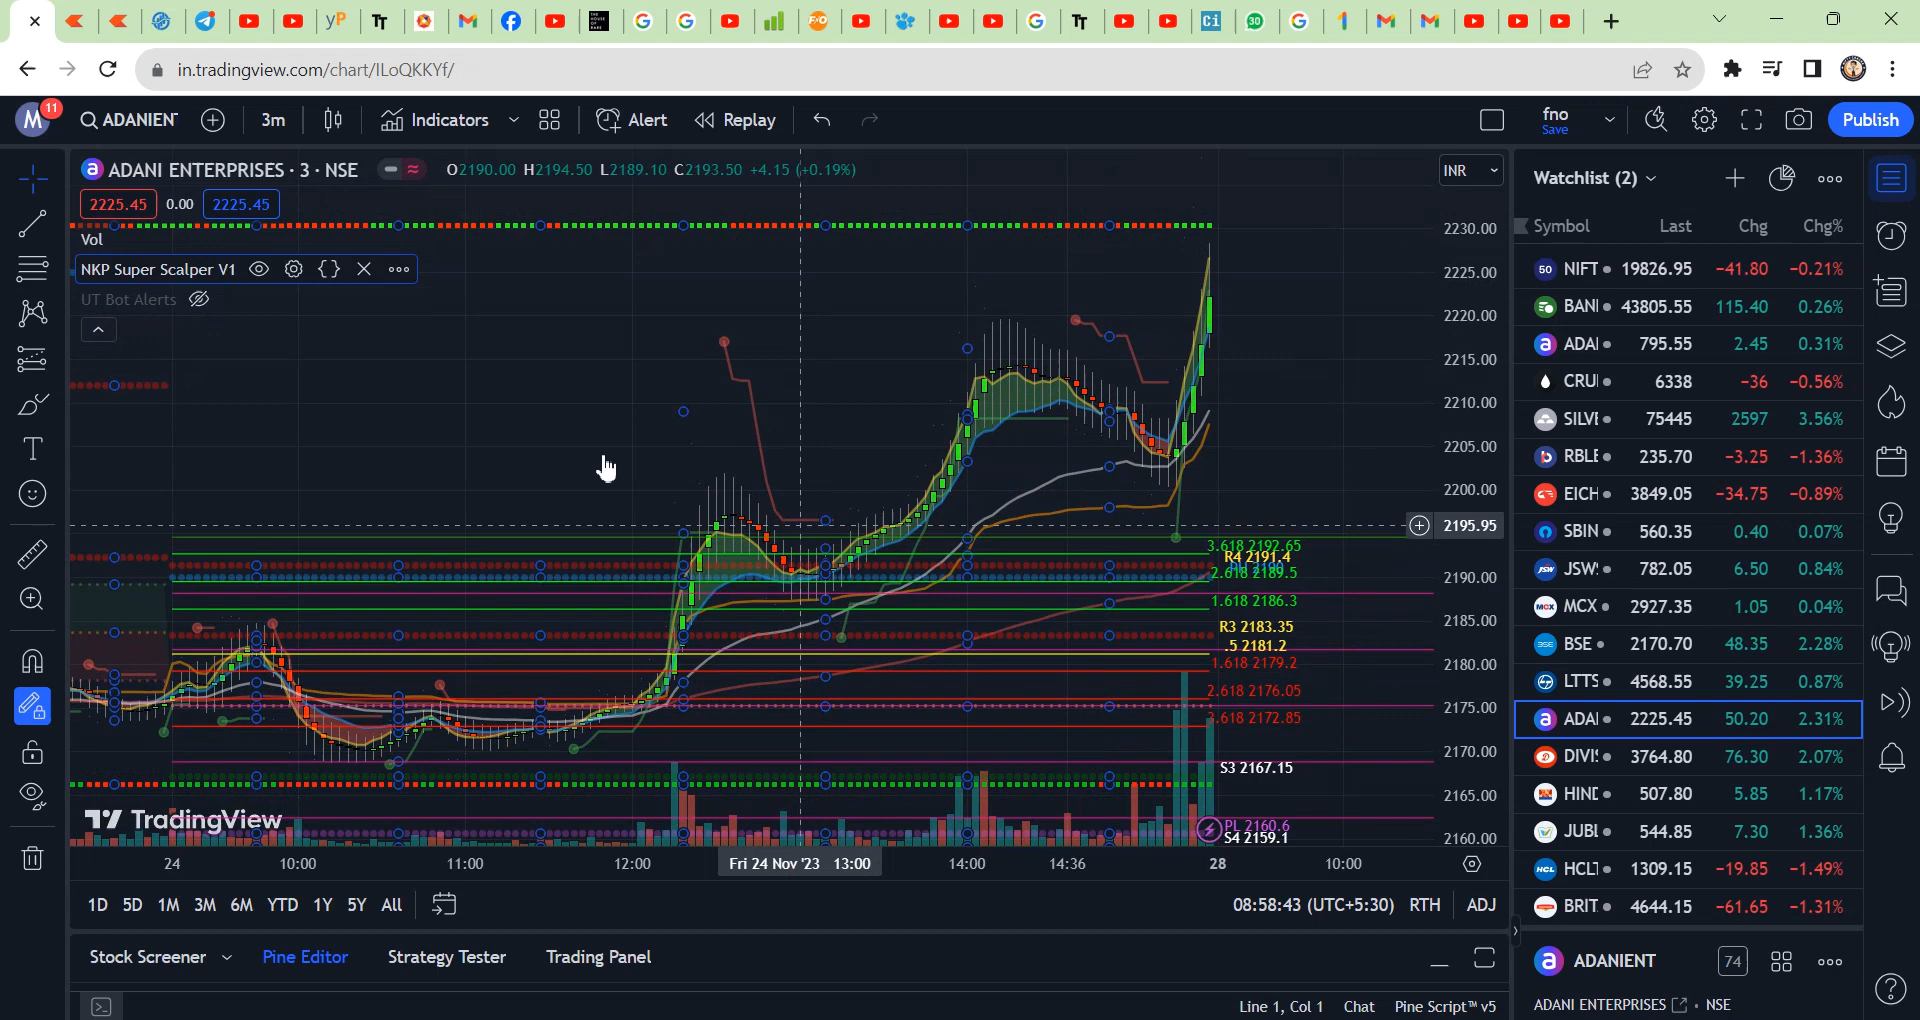 in.tradingview.com/chart/ILoQKKYf/
M 11 ADANIENT 3m Indicators Alert Replay fno Save Publish
ADANI ENTERPRISES · 3 · NSE O2190.00 H2194.50 L2189.10 C2193.50 +4.15 (+0.19%) INR
2225.45 0.00 2225.45
Vol
NKP Super Scalper V1
UT Bot Alerts
2230.00
2225.00
2220.00
2215.00
2210.00
2205.00
2200.00
2195.95
2190.00
2185.00
2180.00
2175.00
2170.00
2165.00
2160.00
3.618 2192.65
R4 2191.4
2.618 2189.5
1.618 2186.3
R3 2183.35
.5 2181.2
1.618 2179.2
2.618 2176.05
3.618 2172.85
S3 2167.15
PL 2160.6
S4 2159.1
TradingView
24 10:00 11:00 12:00 Fri 24 Nov '23 13:00 14:00 14:36 28 10:00
1D 5D 1M 3M 6M YTD 1Y 5Y All 08:58:43 (UTC+5:30) RTH ADJ
Stock Screener Pine Editor Strategy Tester Trading Panel
Line 1, Col 1 Chat Pine Script™ v5
Watchlist (2)
Symbol Last Chg Chg%
50 NIFT 19826.95 -41.80 -0.21%
BANI 43805.55 115.40 0.26%
ADAI 795.55 2.45 0.31%
CRUI 6338 -36 -0.56%
SILVI 75445 2597 3.56%
RBLE 235.70 -3.25 -1.36%
EICH 3849.05 -34.75 -0.89%
SBIN 560.35 0.40 0.07%
JSW 782.05 6.50 0.84%
MCX 2927.35 1.05 0.04%
BSE 2170.70 48.35 2.28%
LTTS 4568.55 39.25 0.87%
ADAI 2225.45 50.20 2.31%
DIVI 3764.80 76.30 2.07%
HIND 507.80 5.85 1.17%
JUBL 544.85 7.30 1.36%
HCLT 1309.15 -19.85 -1.49%
BRIT 4644.15 -61.65 -1.31%
ADANIENT 74
ADANI ENTERPRISES · NSE